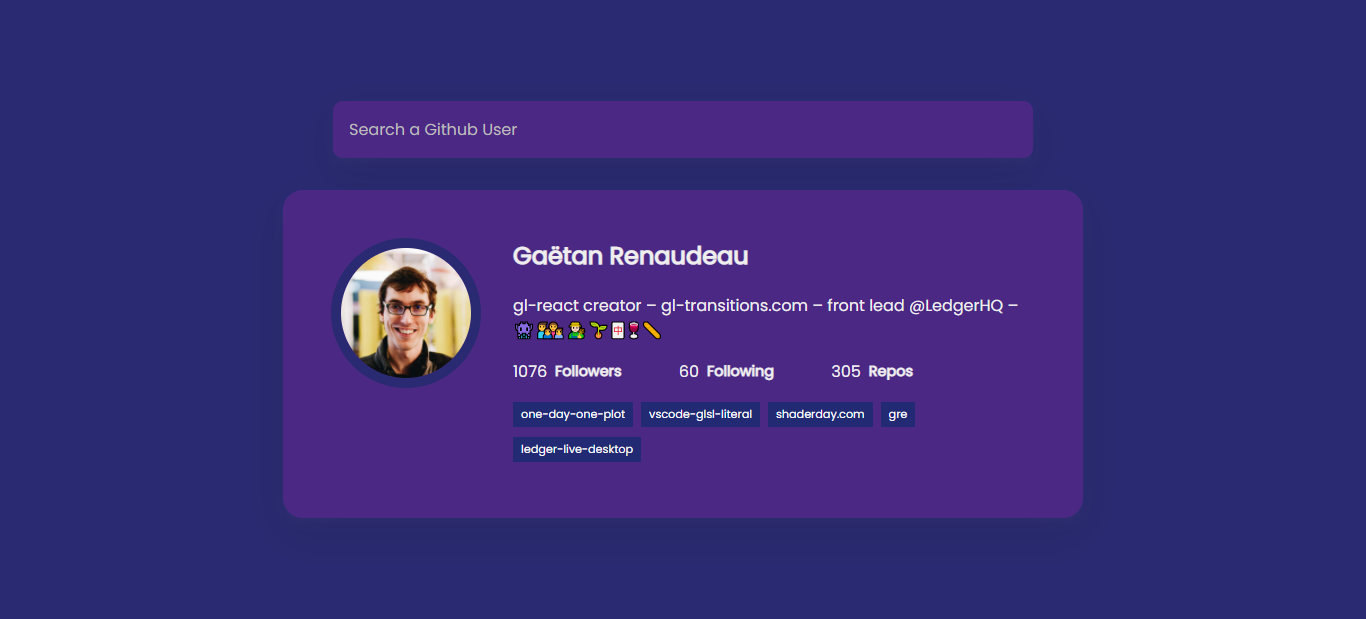 Search a Github User
Gaëtan Renaudeau
gl-react creator – gl-transitions.com – front lead @LedgerHQ –
1076 Followers 60 Following 305 Repos
one-day-one-plot vscode-glsl-literal shaderday.com gre
ledger-live-desktop